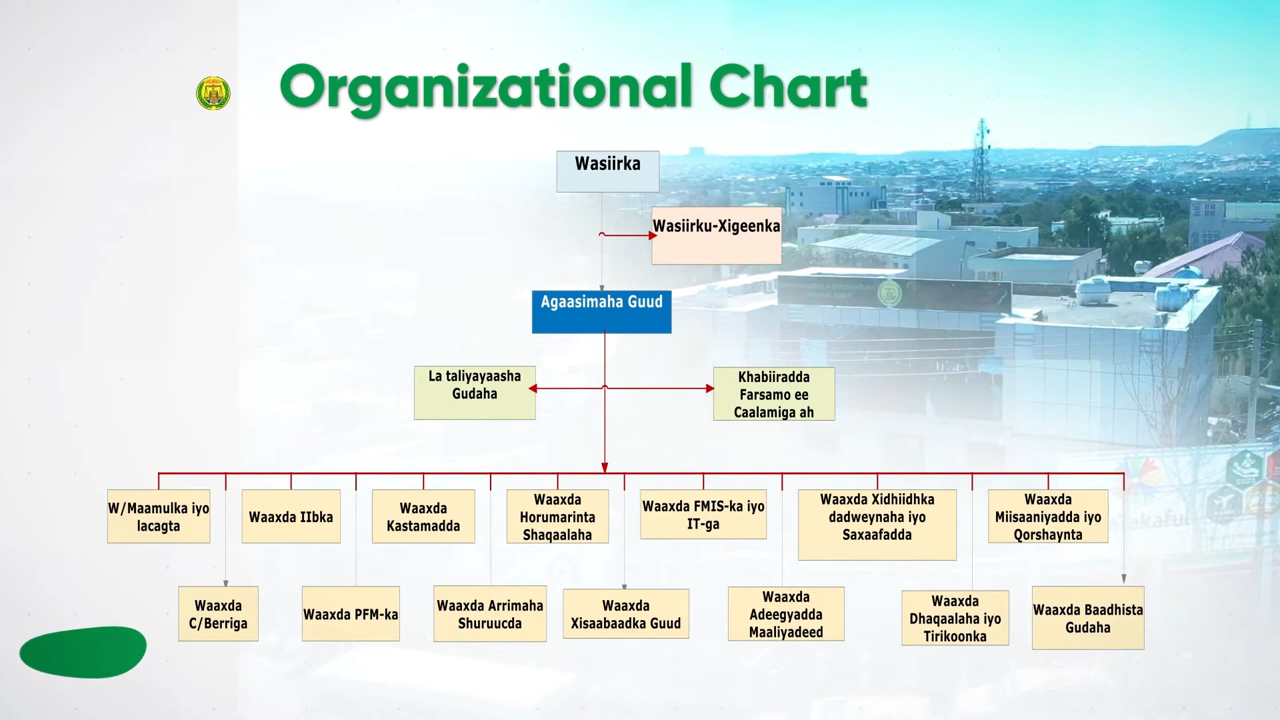 Organizational Chart
Wasiirka
Wasiirku-Xigeenka
Agaasimaha Guud
La taliyayaasha
Gudaha
Khabiiradda
Farsamo ee
Caalamiga ah
W/Maamulka iyo
lacagta
Waaxda IIbka
Waaxda
Kastamadda
Waaxda
Horumarinta
Shaqaalaha
Waaxda FMIS-ka iyo
IT-ga
Waaxda Xidhiidhka
dadweynaha iyo
Saxaafadda
Waaxda
Miisaaniyadda iyo
Qorshaynta
Waaxda
C/Berriga
Waaxda PFM-ka
Waaxda Arrimaha
Shuruucda
Waaxda
Xisaabaadka Guud
Waaxda
Adeegyadda
Maaliyadeed
Waaxda
Dhaqaalaha iyo
Tirikoonka
Waaxda Baadhista
Gudaha
Takaful